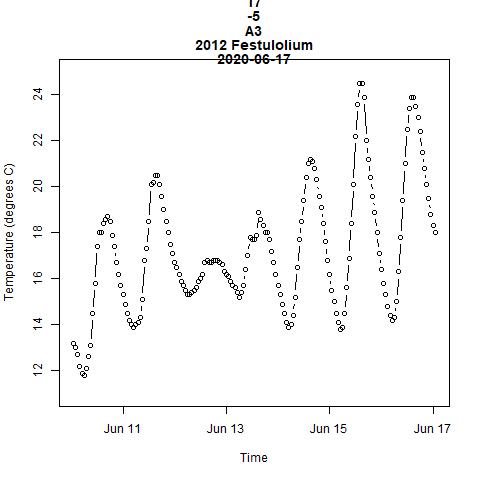 17
-5
A3
2012 Festulolium
2020-06-17
Temperature (degrees C)
24
22
20
18
16
14
12
Jun 11 Jun 13 Jun 15 Jun 17
Time